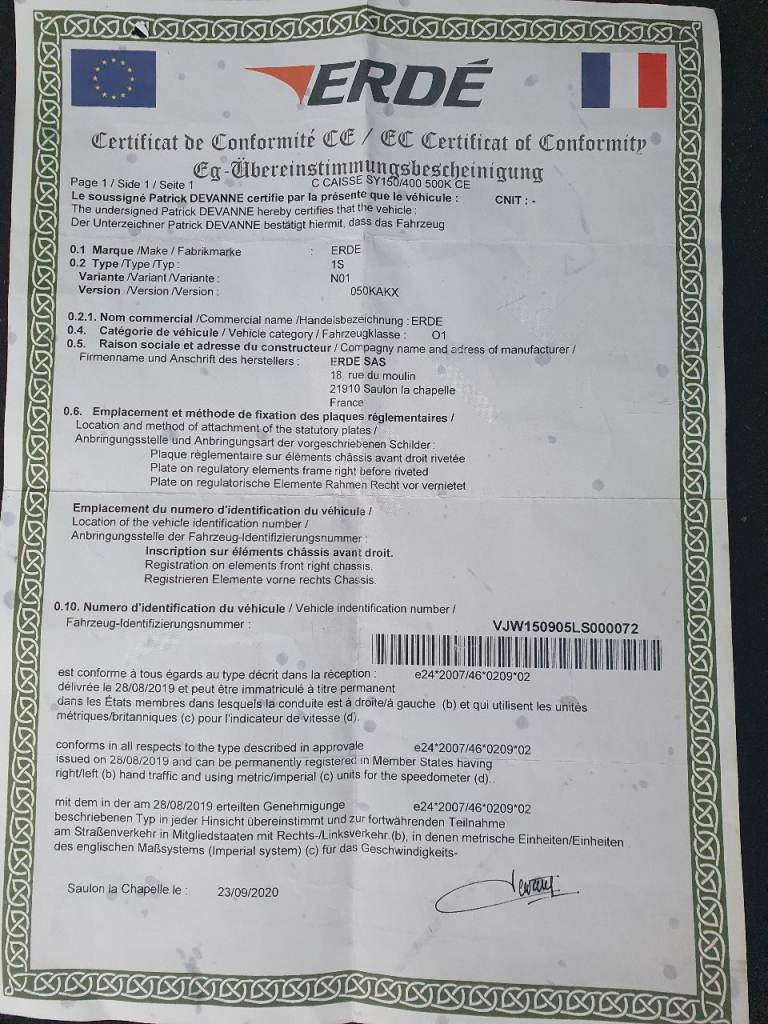 ERDÉ
Certificat de Conformité CE / EC Certificat of Conformity
Eg-Übereinstimmungsbescheinigung
Page 1 / Side 1 / Seite 1 C CAISSE SY150/400 500K CE
Le soussigné Patrick DEVANNE certifie par la présente que le véhicule : CNIT : -
The undersigned Patrick DEVANNE hereby certifies that the vehicle :
Der Unterzeichner Patrick DEVANNE bestätigt hiermit, dass das Fahrzeug
0.1 Marque /Make / Fabrikmarke : ERDE
0.2 Type /Type /Typ : 1S
Variante /Variant /Variante : N01
Version /Version /Version : 050KAKX
0.2.1. Nom commercial /Commercial name /Handelsbezeichnung : ERDE
0.4. Catégorie de véhicule / Vehicle category / Fahrzeugklasse : O1
0.5. Raison sociale et adresse du constructeur / Compagny name and adress of manufacturer /
Firmenname und Anschrift des herstellers : ERDE SAS
18, rue du moulin
21910 Saulon la chapelle
France
0.6. Emplacement et méthode de fixation des plaques réglementaires /
Location and method of attachment of the statutory plates /
Anbringungsstelle und Anbringungsart der vorgeschriebenen Schilder :
Plaque règlementaire sur éléments châssis avant droit rivetée
Plate on regulatory elements frame right before riveted
Plate on regulatorische Elemente Rahmen Recht vor vernietet
Emplacement du numero d'identification du véhicule /
Location of the vehicle identification number /
Anbringungsstelle der Fahrzeug-Identifizierungsnummer :
Inscription sur éléments châssis avant droit.
Registration on elements front right chassis.
Registrieren Elemente vorne rechts Chassis.
0.10. Numero d'identification du véhicule / Vehicle indentification number /
Fahrzeug-Identifizierungsnummer : VJW150905LS000072
est conforme à tous égards au type décrit dans la réception : e24*2007/46*0209*02
délivrée le 28/08/2019 et peut être immatriculé à titre permanent
dans les États membres dans lesquels la conduite est à droite/à gauche (b) et qui utilisent les unités
métriques/britanniques (c) pour l'indicateur de vitesse (d).
conforms in all respects to the type described in approvale e24*2007/46*0209*02
issued on 28/08/2019 and can be permanently registered in Member States having
right/left (b) hand traffic and using metric/imperial (c) units for the speedometer (d)..
mit dem in der am 28/08/2019 erteilten Genehmigunge e24*2007/46*0209*02
beschriebenen Typ in jeder Hinsicht übereinstimmt und zur fortwährenden Teilnahme
am Straßenverkehr in Mitgliedstaaten mit Rechts-/Linksverkehr.(b), in denen metrische Einheiten/Einheiten
des englischen Maßsystems (Imperial system) (c) für das Geschwindigkeits-
Saulon la Chapelle le : 23/09/2020